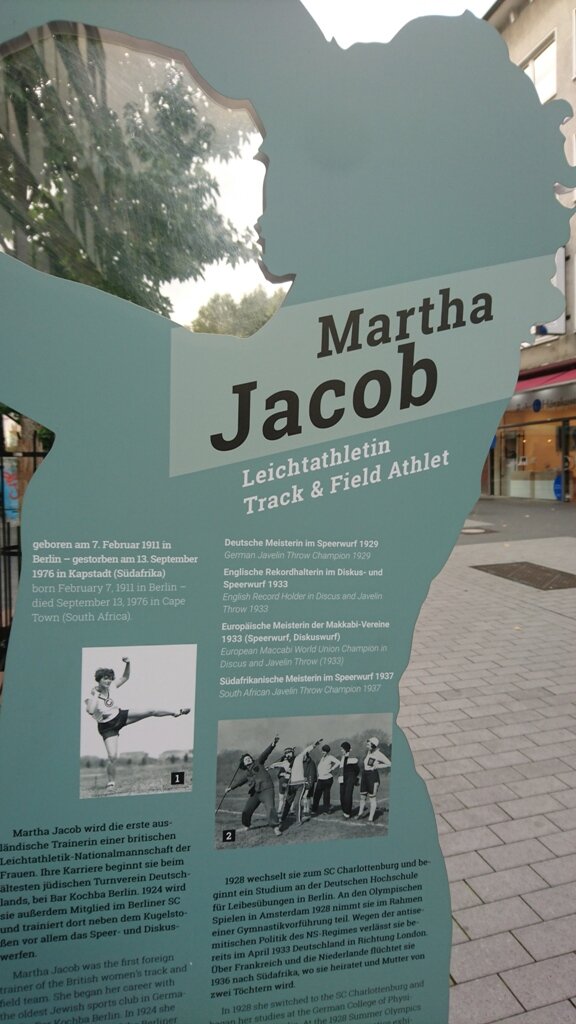 Martha
Jacob
Leichtathletin
Track & Field Athlet
geboren am 7. Februar 1911 in
Berlin – gestorben am 13. September
1976 in Kapstadt (Südafrika)
born February 7, 1911 in Berlin –
died September 13, 1976 in Cape
Town (South Africa).
Deutsche Meisterin im Speerwurf 1929
German Javelin Throw Champion 1929
Englische Rekordhalterin im Diskus- und
Speerwurf 1933
English Record Holder in Discus and Javelin
Throw 1933
Europäische Meisterin der Makkabi-Vereine
1933 (Speerwurf, Diskuswurf)
European Maccabi World Union Champion in
Discus and Javelin Throw (1933)
Südafrikanische Meisterin im Speerwurf 1937
South African Javelin Throw Champion 1937
1
2
Martha Jacob wird die erste aus-
ländische Trainerin einer britischen
Leichtathletik-Nationalmannschaft der
Frauen. Ihre Karriere beginnt sie beim
ältesten jüdischen Turnverein Deutsch-
lands, bei Bar Kochba Berlin. 1924 wird
sie außerdem Mitglied im Berliner SC
und trainiert dort neben dem Kugelsto-
ßen vor allem das Speer- und Diskus-
werfen.
Martha Jacob was the first foreign
trainer of the British women's track and
field team. She began her career with
the oldest Jewish sports club in Germa-
Bar Kochba Berlin. In 1924 she
Berliner
1928 wechselt sie zum SC Charlottenburg und be-
ginnt ein Studium an der Deutschen Hochschule
für Leibesübungen in Berlin. An den Olympischen
Spielen in Amsterdam 1928 nimmt sie im Rahmen
einer Gymnastikvorführung teil. Wegen der antise-
mitischen Politik des NS-Regimes verlässt sie be-
reits im April 1933 Deutschland in Richtung London.
Über Frankreich und die Niederlande flüchtet sie
1936 nach Südafrika, wo sie heiratet und Mutter von
zwei Töchtern wird.
In 1928 she switched to the SC Charlottenburg and
began her studies at the German College of Physi-
At the 1928 Summer Olympics